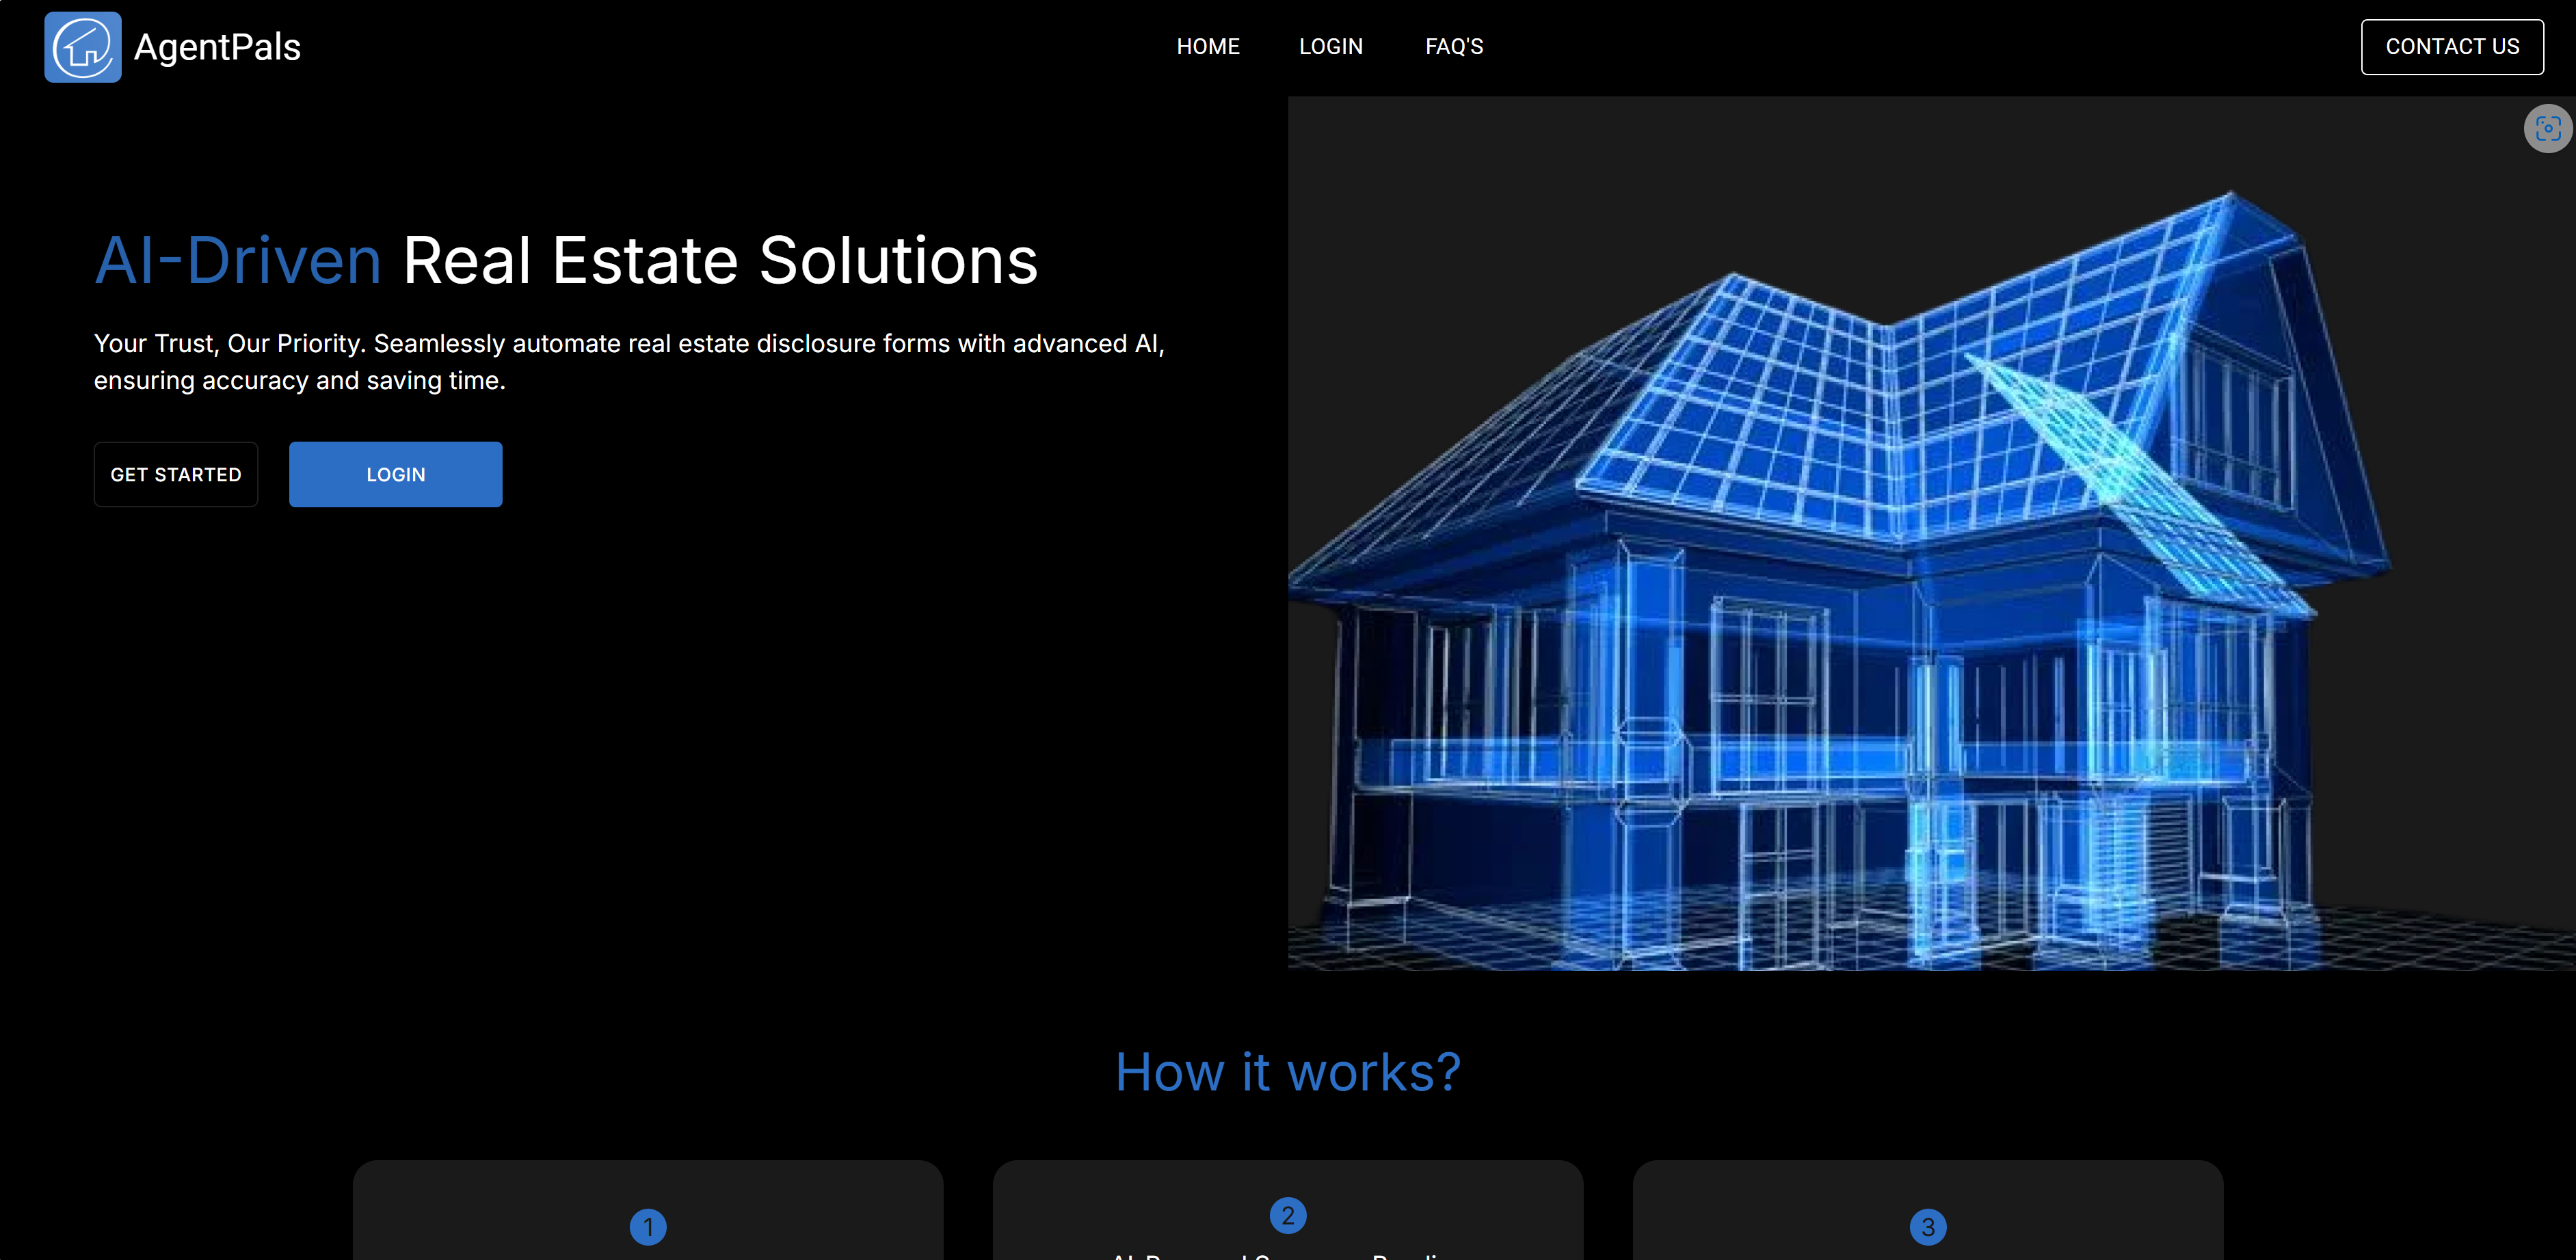 AgentPals
HOME
LOGIN
FAQ'S
CONTACT US
AI-Driven Real Estate Solutions
Your Trust, Our Priority. Seamlessly automate real estate disclosure forms with advanced AI,
ensuring accuracy and saving time.
GET STARTED
LOGIN
How it works?
1
2
3